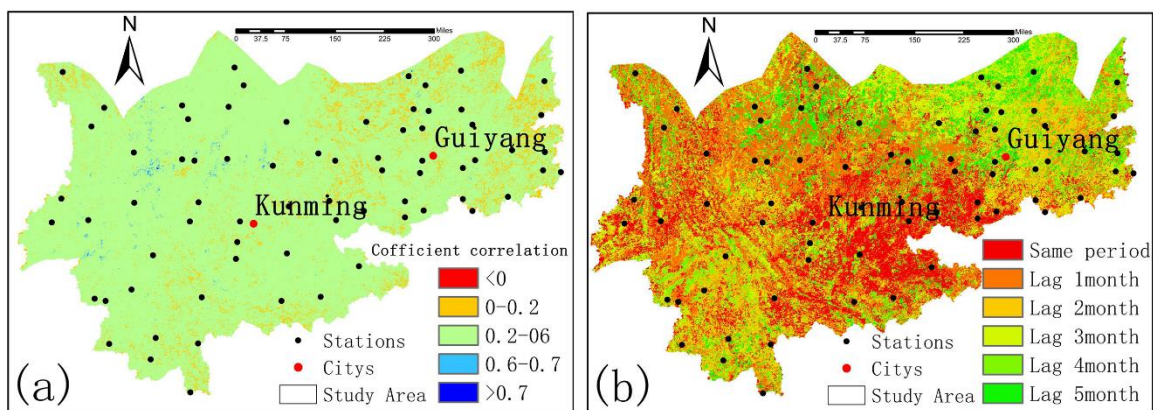 N
Miles
0 37.5 75 150 225 300
Guiyang
Kunming
Cofficient correlation
<0
0-0.2
0.2-06
0.6-0.7
>0.7
Stations
Citys
Study Area
(a)
N
Miles
0 37.5 75 150 225 300
Guiyang
Kunming
Same period
Lag 1month
Lag 2month
Lag 3month
Lag 4month
Lag 5month
Stations
Citys
Study Area
(b)